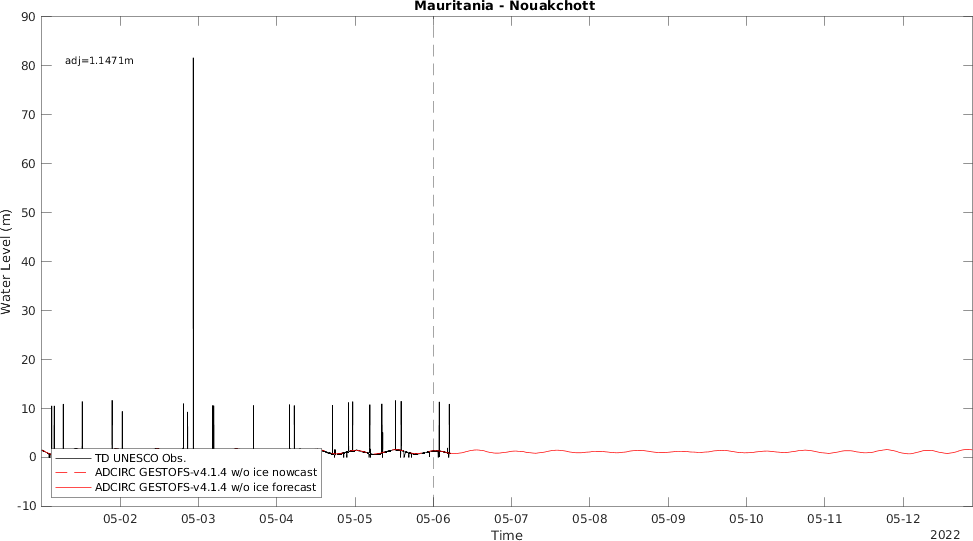 Mauritania - Nouakchott
90
80
70
60
50
40
30
20
10
0
-10
Water Level (m)
adj=1.1471m
TD UNESCO Obs.
ADCIRC GESTOFS-v4.1.4 w/o ice nowcast
ADCIRC GESTOFS-v4.1.4 w/o ice forecast
05-02 05-03 05-04 05-05 05-06 05-07 05-08 05-09 05-10 05-11 05-12
Time
2022